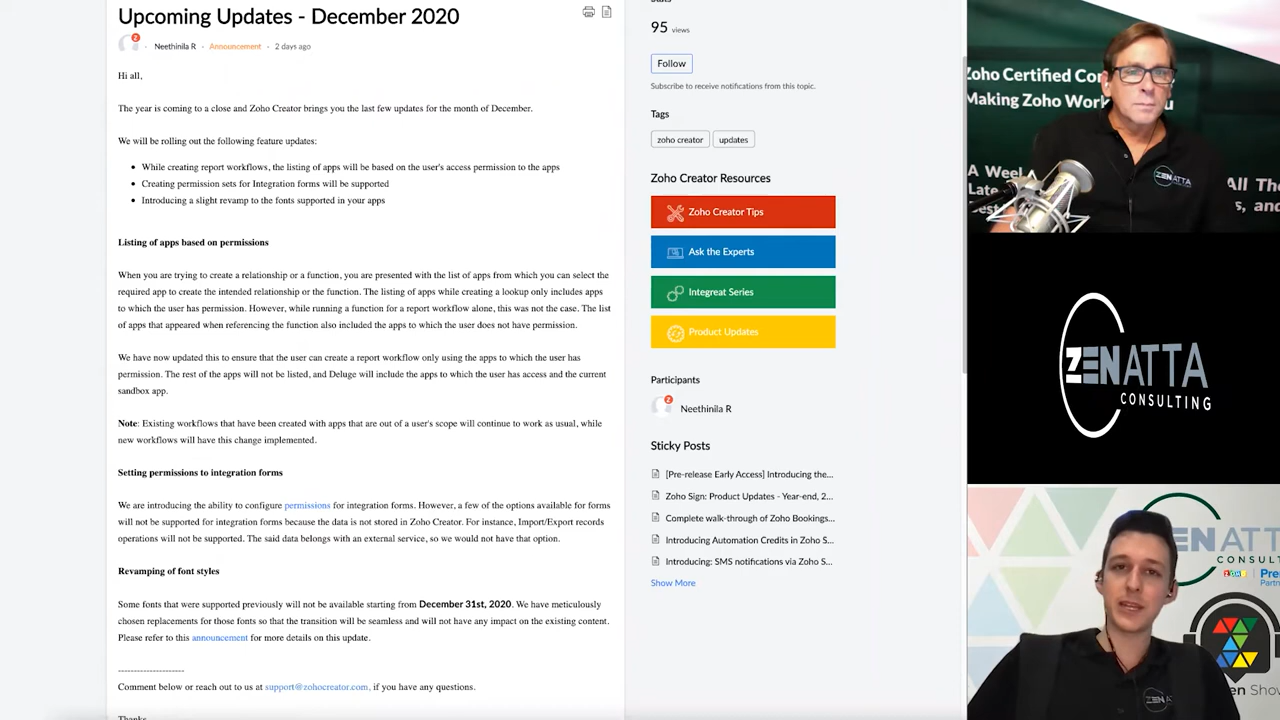 Upcoming Updates - December 2020
Neethinila R · Announcement · 2 days ago
Hi all,
The year is coming to a close and Zoho Creator brings you the last few updates for the month of December.
We will be rolling out the following feature updates:
• While creating report workflows, the listing of apps will be based on the user's access permission to the apps
• Creating permission sets for Integration forms will be supported
• Introducing a slight revamp to the fonts supported in your apps
Listing of apps based on permissions
When you are trying to create a relationship or a function, you are presented with the list of apps from which you can select the
required app to create the intended relationship or the function. The listing of apps while creating a lookup only includes apps
to which the user has permission. However, while running a function for a report workflow alone, this was not the case. The list
of apps that appeared when referencing the function also included the apps to which the user does not have permission.
We have now updated this to ensure that the user can create a report workflow only using the apps to which the user has
permission. The rest of the apps will not be listed, and Deluge will include the apps to which the user has access and the current
sandbox app.
Note: Existing workflows that have been created with apps that are out of a user's scope will continue to work as usual, while
new workflows will have this change implemented.
Setting permissions to integration forms
We are introducing the ability to configure permissions for integration forms. However, a few of the options available for forms
will not be supported for integration forms because the data is not stored in Zoho Creator. For instance, Import/Export records
operations will not be supported. The said data belongs with an external service, so we would not have that option.
Revamping of font styles
Some fonts that were supported previously will not be available starting from December 31st, 2020. We have meticulously
chosen replacements for those fonts so that the transition will be seamless and will not have any impact on the existing content.
Please refer to this announcement for more details on this update.
--------------------
Comment below or reach out to us at support@zohocreator.com, if you have any questions.
Thanks
95 views
Follow
Subscribe to receive notifications from this topic.
Tags
zoho creator
updates
Zoho Creator Resources
Zoho Creator Tips
Ask the Experts
Integreat Series
Product Updates
Participants
Neethinila R
Sticky Posts
[Pre-release Early Access] Introducing the...
Zoho Sign: Product Updates - Year-end, 2...
Complete walk-through of Zoho Bookings...
Introducing Automation Credits in Zoho S...
Introducing: SMS notifications via Zoho S...
Show More
Zoho Certified Con
Making Zoho Work
u
A Week
Late
est
All Th
s, and
ZENATTA
ZENATTA
CONSULTING
EN ATTA
CONSU
ZOHO Pre
Partn
en Show
ZEN